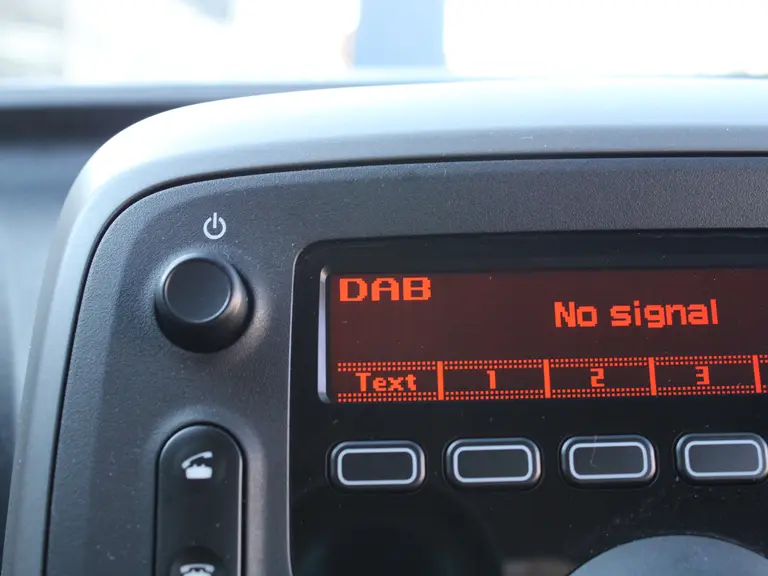 DAB
No signal
Text 1 2 3